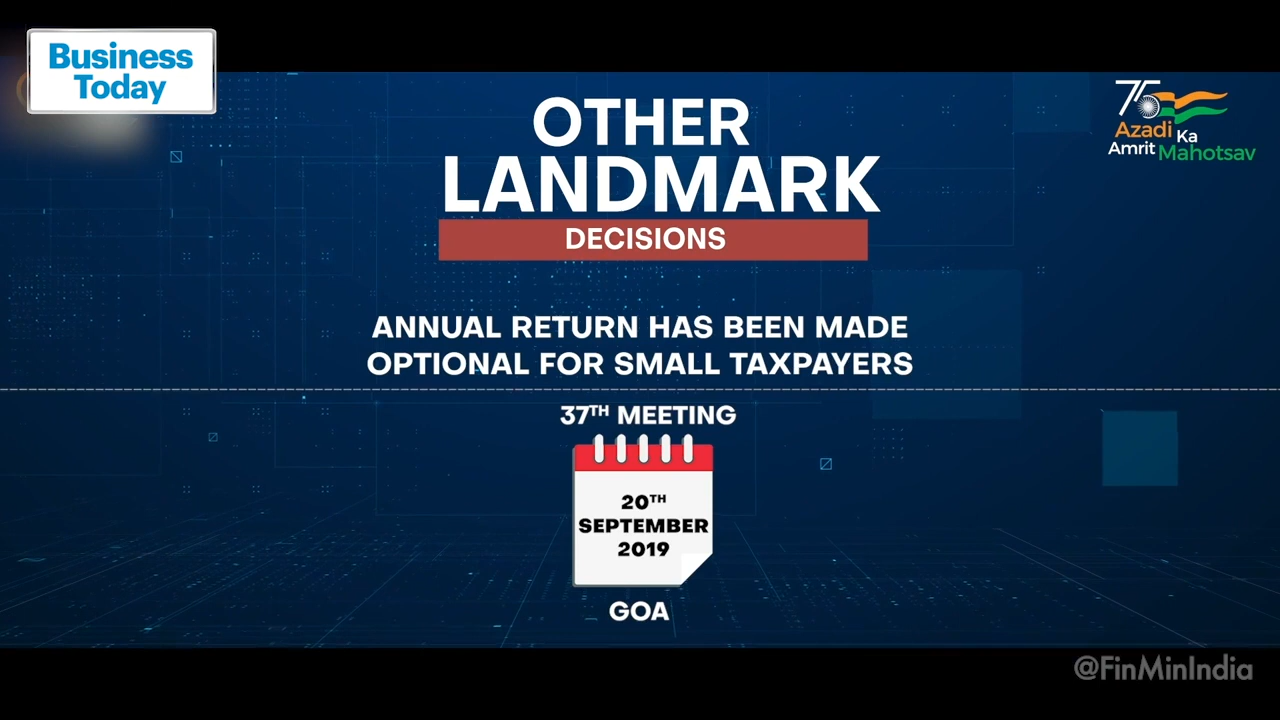 Business
Today
75
Azadi Ka
Amrit Mahotsav
OTHER
LANDMARK
DECISIONS
ANNUAL RETURN HAS BEEN MADE
OPTIONAL FOR SMALL TAXPAYERS
37TH MEETING
20TH
SEPTEMBER
2019
GOA
@FinMinIndia